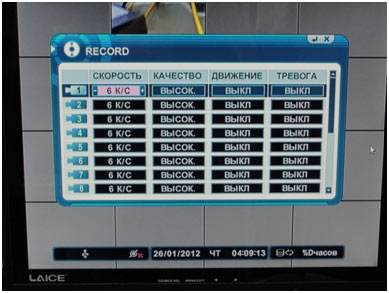 RECORD
СКОРОСТЬ КАЧЕСТВО ДВИЖЕНИЕ ТРЕВОГА
1 6 К/С ВЫСОК. ВЫКЛ ВЫКЛ
2 6 К/С ВЫСОК. ВЫКЛ ВЫКЛ
3 6 К/С ВЫСОК. ВЫКЛ ВЫКЛ
4 6 К/С ВЫСОК. ВЫКЛ ВЫКЛ
5 6 К/С ВЫСОК. ВЫКЛ ВЫКЛ
6 6 К/С ВЫСОК. ВЫКЛ ВЫКЛ
7 6 К/С ВЫСОК. ВЫКЛ ВЫКЛ
8 6 К/С ВЫСОК. ВЫКЛ ВЫКЛ
26/01/2012 ЧТ 04:09:13 %Dчасов
LAICE